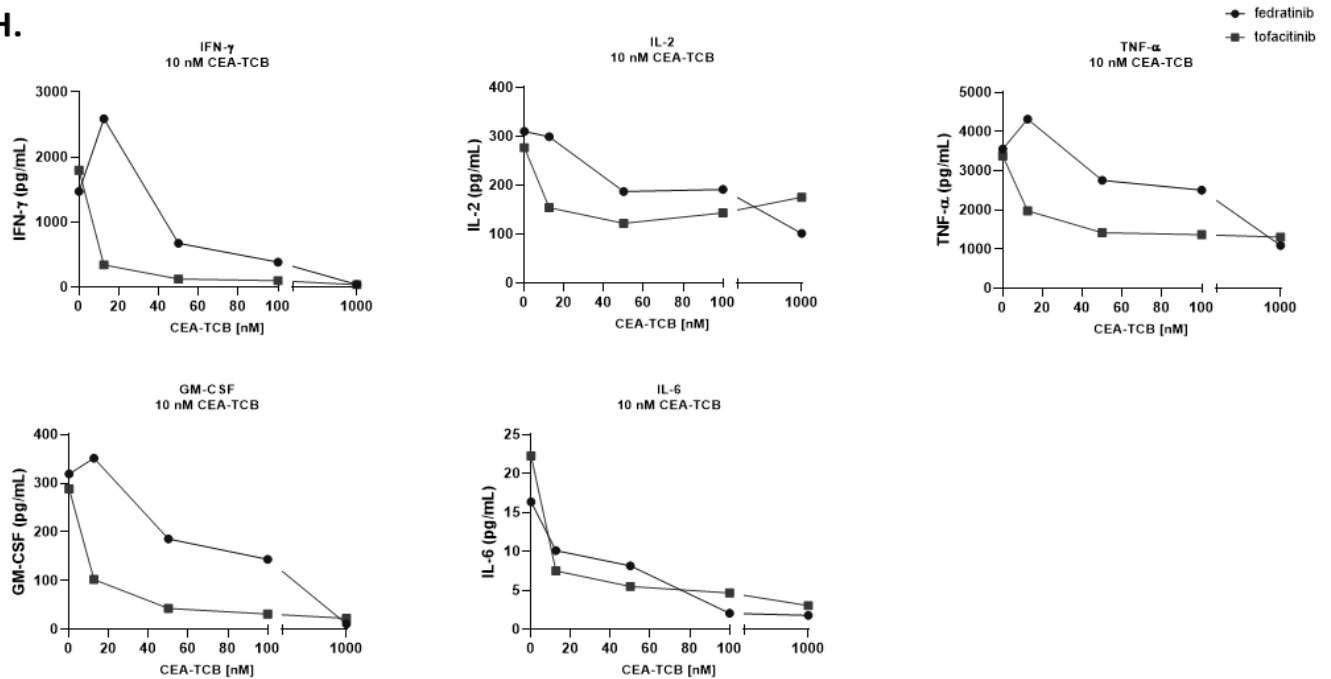 H.
fedratinib
tofacitinib
IFN-γ
10 nM CEA-TCB
IFN-γ (pg/mL)
3000
2000
1000
0
0 20 40 60 80 100 1000
CEA-TCB [nM]
IL-2
10 nM CEA-TCB
IL-2 (pg/mL)
400
300
200
100
0
0 20 40 60 80 100 1000
CEA-TCB [nM]
TNF-α
10 nM CEA-TCB
TNF-α (pg/mL)
5000
4000
3000
2000
1000
0
0 20 40 60 80 100 1000
CEA-TCB [nM]
GM-CSF
10 nM CEA-TCB
GM-CSF (pg/mL)
400
300
200
100
0
0 20 40 60 80 100 1000
CEA-TCB [nM]
IL-6
10 nM CEA-TCB
IL-6 (pg/mL)
25
20
15
10
5
0
0 20 40 60 80 100 1000
CEA-TCB [nM]